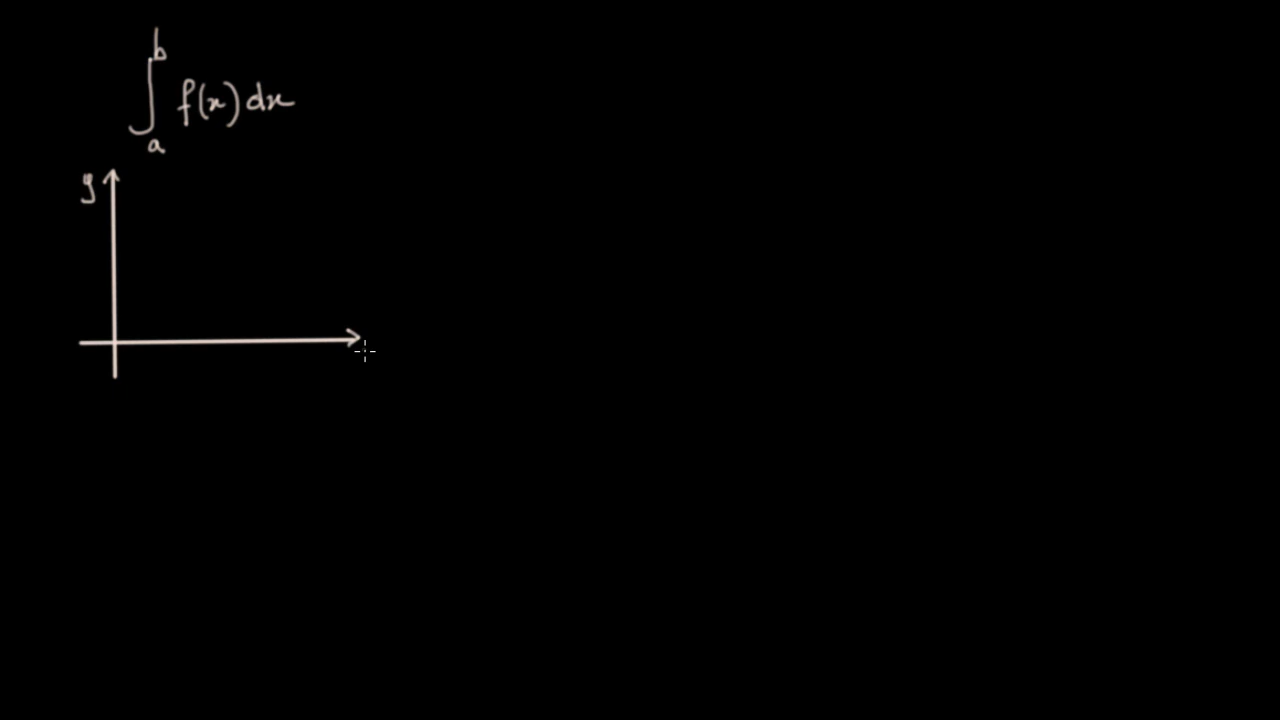 ∫_a^b f(x) dx
y